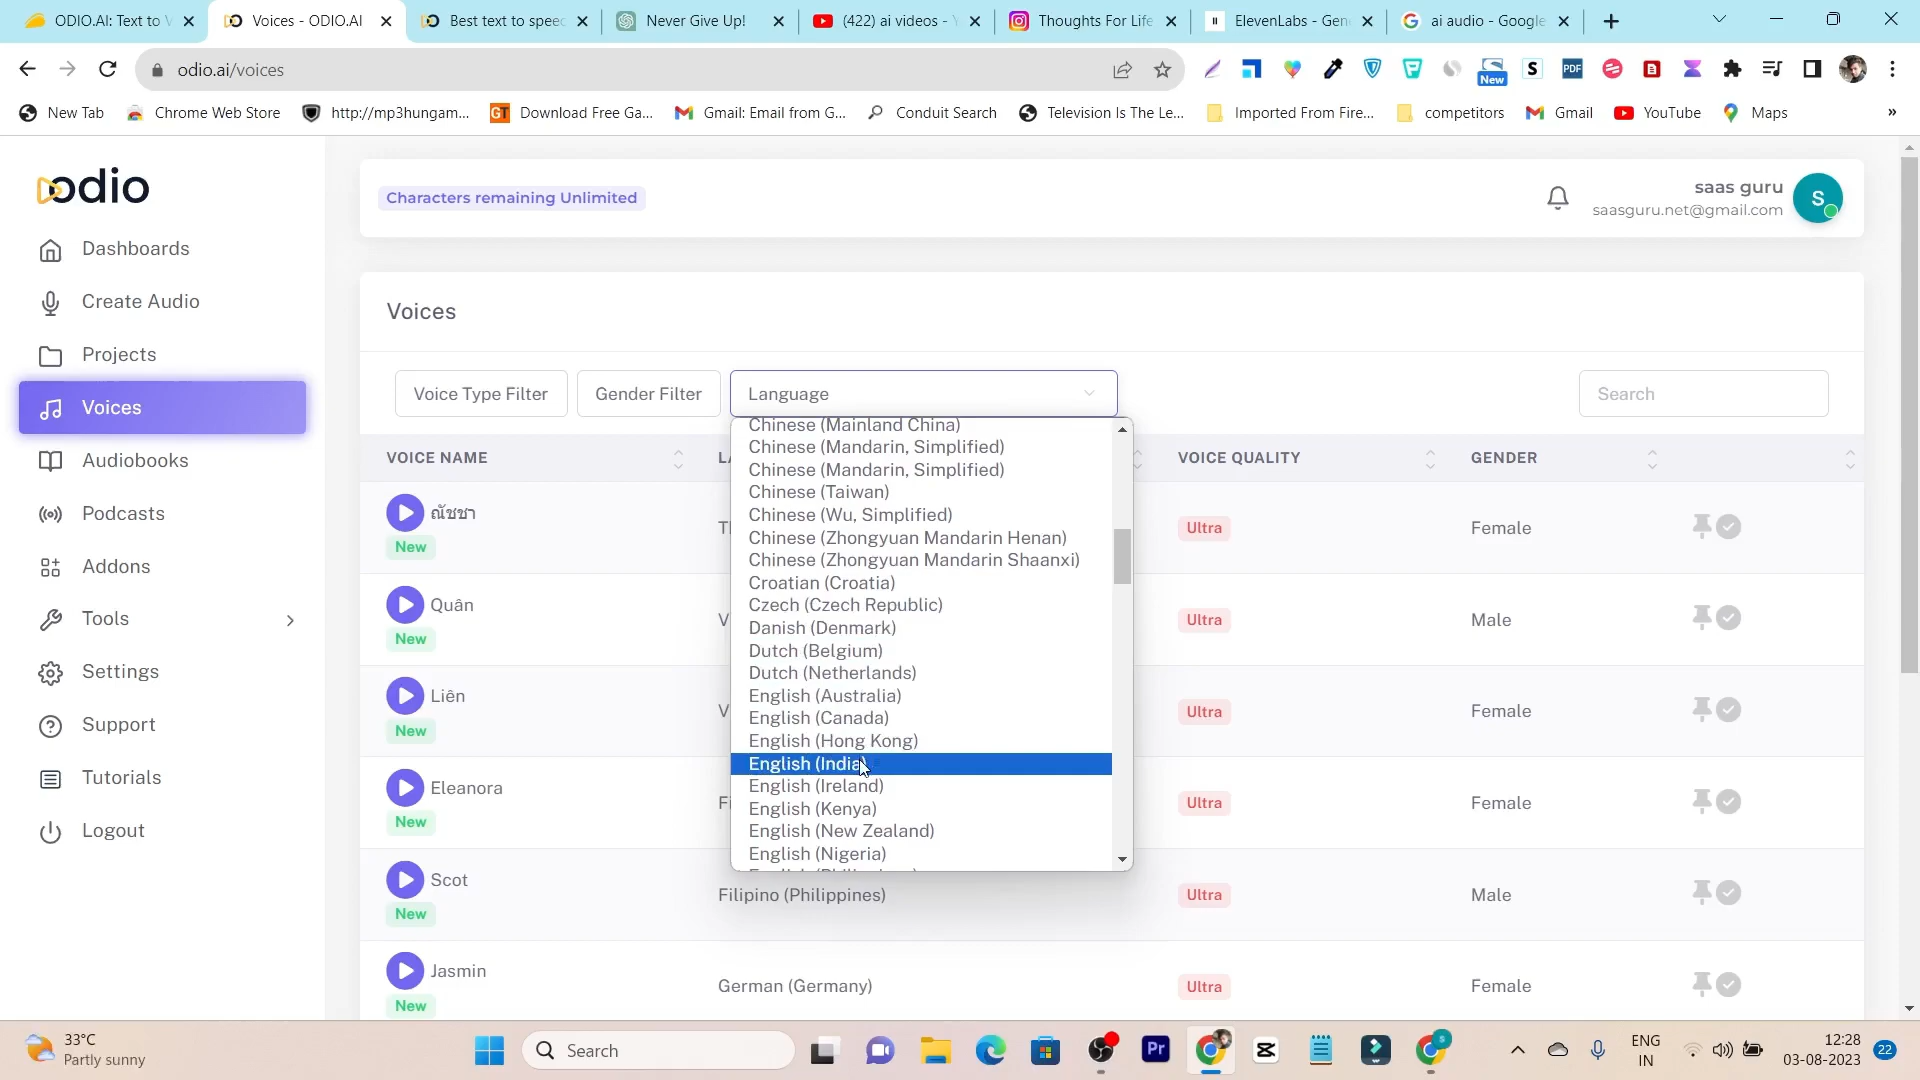 ODIO.AI: Text to V
Voices - ODIO.AI
Best text to speec
Never Give Up!
(422) ai videos - Y
Thoughts For Life
ElevenLabs - Gen
ai audio - Google
odio.ai/voices
New
PDF
New Tab
Chrome Web Store
http://mp3hungam...
GT
Download Free Ga...
Gmail: Email from G...
Conduit Search
Television Is The Le...
Imported From Fire...
competitors
Gmail
YouTube
Maps
»
odio
Characters remaining Unlimited
saas guru
saasguru.net@gmail.com
S
Dashboards
Create Audio
Projects
Voices
Audiobooks
Podcasts
Addons
Tools
Settings
Support
Tutorials
Logout
Voices
Voice Type Filter
Gender Filter
Language
Search
Chinese (Mainland China)
Chinese (Mandarin, Simplified)
Chinese (Mandarin, Simplified)
Chinese (Taiwan)
Chinese (Wu, Simplified)
Chinese (Zhongyuan Mandarin Henan)
Chinese (Zhongyuan Mandarin Shaanxi)
Croatian (Croatia)
Czech (Czech Republic)
Danish (Denmark)
Dutch (Belgium)
Dutch (Netherlands)
English (Australia)
English (Canada)
English (Hong Kong)
English (India)
English (Ireland)
English (Kenya)
English (New Zealand)
English (Nigeria)
VOICE NAME
VOICE QUALITY
GENDER
ณัชชา
New
Ultra
Female
Quân
New
Ultra
Male
Liên
New
Ultra
Female
Eleanora
New
Ultra
Female
Scot
New
Filipino (Philippines)
Ultra
Male
Jasmin
New
German (Germany)
Ultra
Female
33°C
Partly sunny
Search
Pr
ENG
IN
12:28
03-08-2023
22